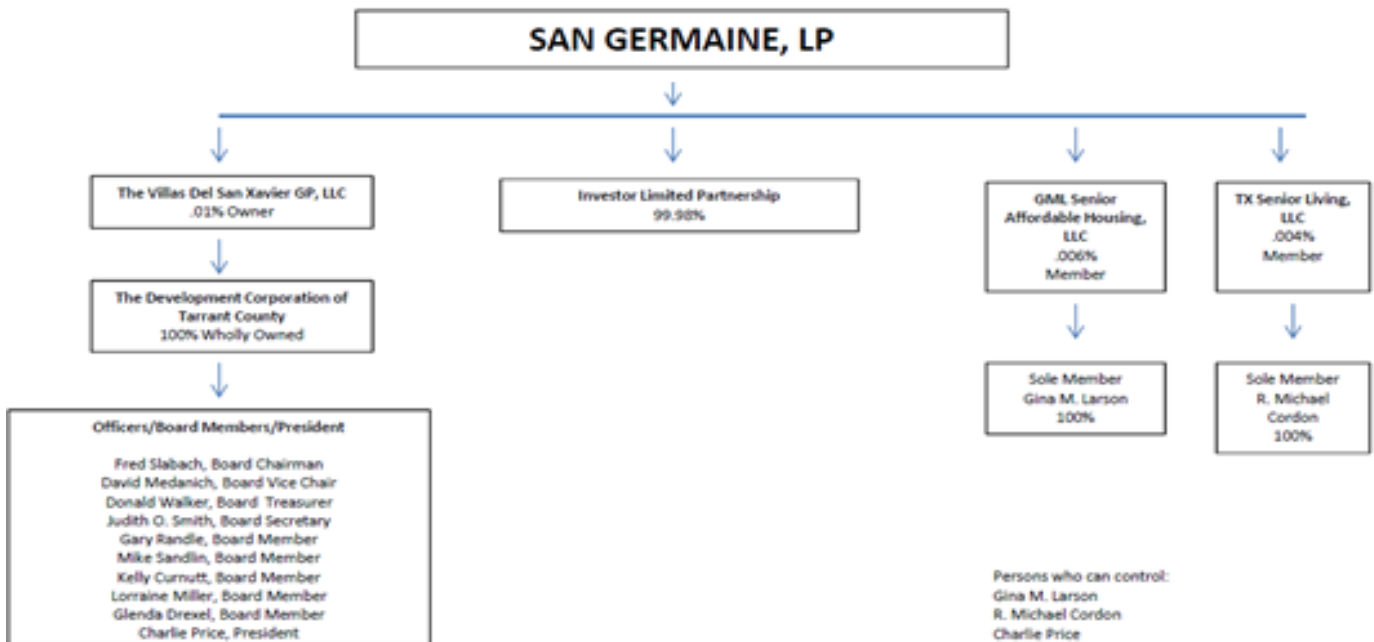 SAN GERMAINE, LP
The Villas Del San Xavier GP, LLC
.01% Owner
Investor Limited Partnership
99.98%
GML Senior
Affordable Housing,
LLC
.006%
Member
TX Senior Living,
LLC
.004%
Member
The Development Corporation of
Tarrant County
100% Wholly Owned
Sole Member
Gina M. Larson
100%
Sole Member
R. Michael
Cordon
100%
Officers/Board Members/President
Fred Slabach, Board Chairman
David Medanich, Board Vice Chair
Donald Walker, Board Treasurer
Judith O. Smith, Board Secretary
Gary Randle, Board Member
Mike Sandlin, Board Member
Kelly Curnutt, Board Member
Lorraine Miller, Board Member
Glenda Drexel, Board Member
Charlie Price, President
Persons who can control:
Gina M. Larson
R. Michael Cordon
Charlie Price